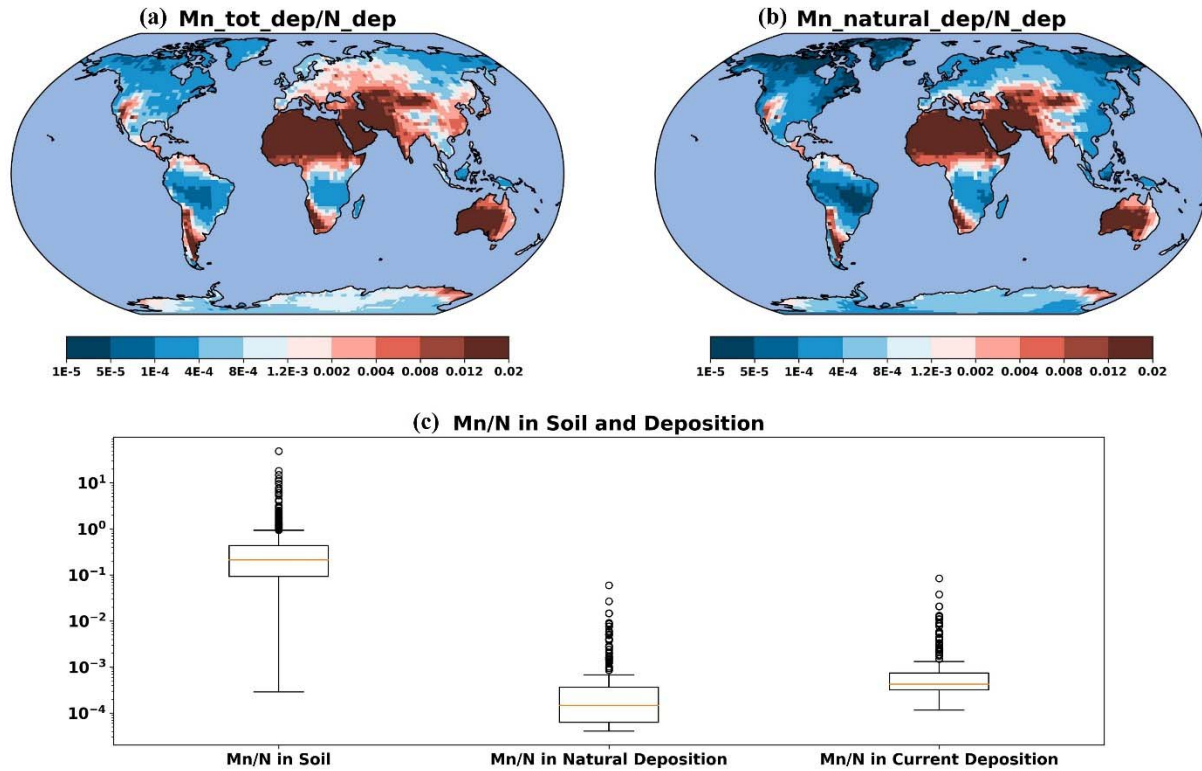 (a) Mn_tot_dep/N_dep
(b) Mn_natural_dep/N_dep
1E-5 5E-5 1E-4 4E-4 8E-4 1.2E-3 0.002 0.004 0.008 0.012 0.02
1E-5 5E-5 1E-4 4E-4 8E-4 1.2E-3 0.002 0.004 0.008 0.012 0.02
(c) Mn/N in Soil and Deposition
10¹
10⁰
10⁻¹
10⁻²
10⁻³
10⁻⁴
Mn/N in Soil
Mn/N in Natural Deposition
Mn/N in Current Deposition